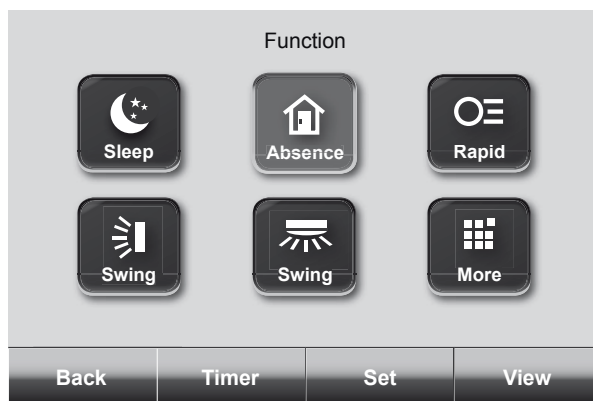 Function
Sleep Absence Rapid
Swing Swing More
Back Timer Set View